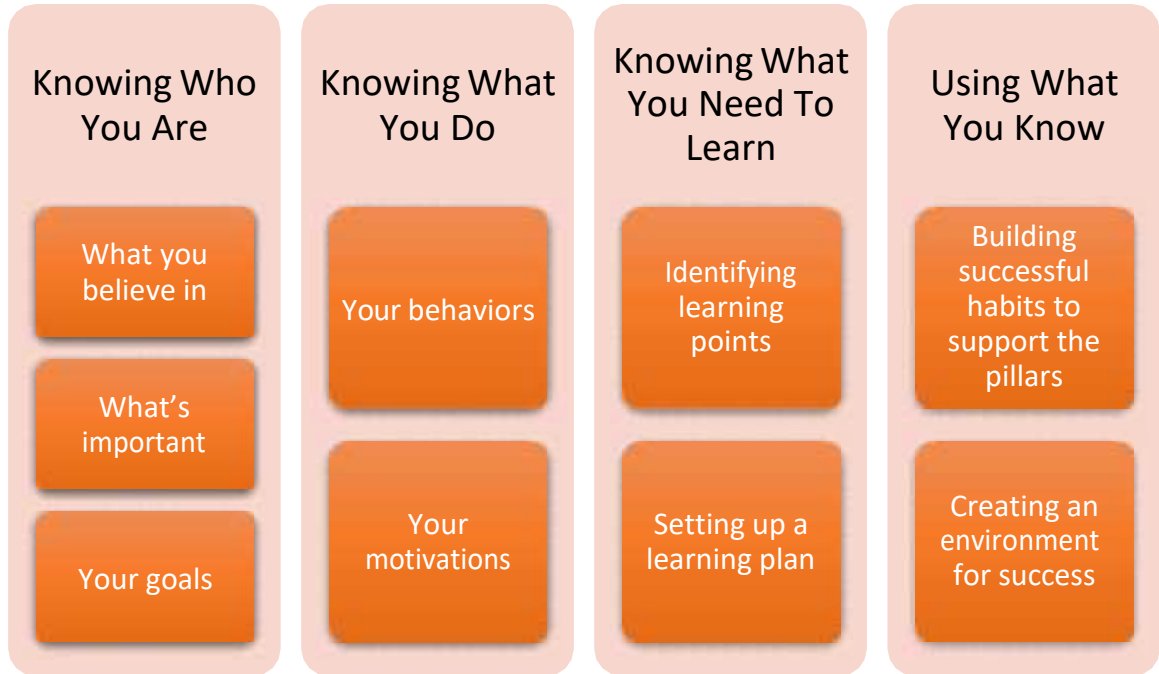 Knowing Who
You Are
What you
believe in
What’s
important
Your goals
Knowing What
You Do
Your behaviors
Your
motivations
Knowing What
You Need To
Learn
Identifying
learning
points
Setting up a
learning plan
Using What
You Know
Building
successful
habits to
support the
pillars
Creating an
environment
for success